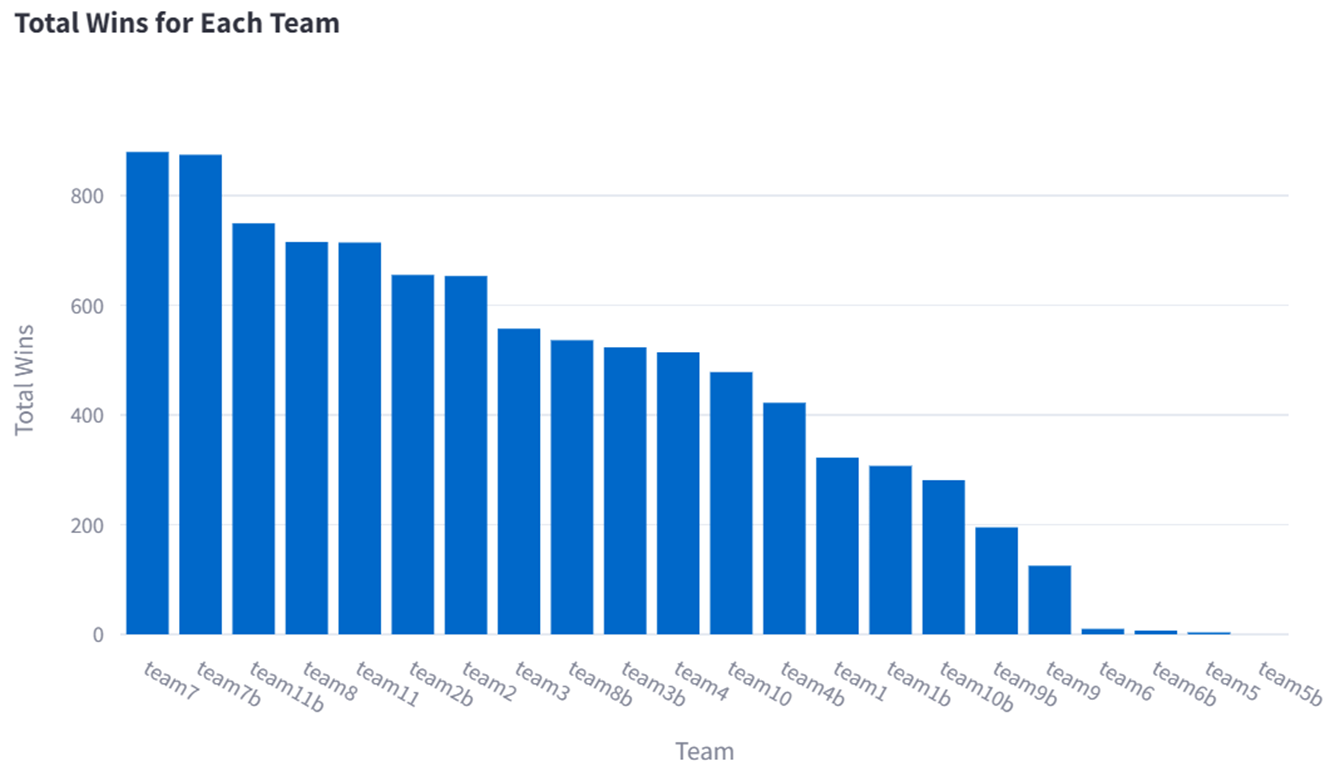 Total Wins for Each Team
800
600
400
200
0
Total Wins
team7
team7b
team11b
team8
team11
team2b
team2
team3
team8b
team3b
team4
team10
team4b
team1
team1b
team10b
team9b
team9
team6
team6b
team5
team5b
Team